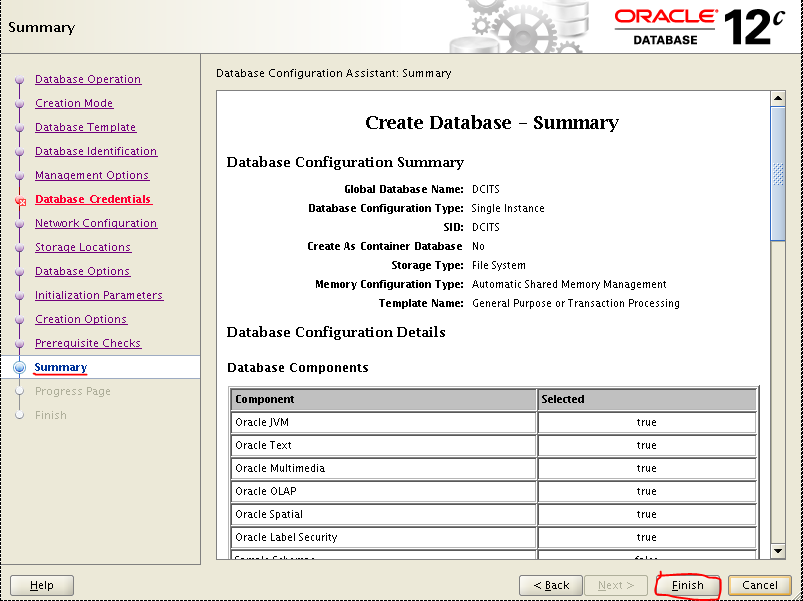 Summary
ORACLE®
DATABASE
12c
Database Operation
Creation Mode
Database Template
Database Identification
Management Options
Database Credentials
Network Configuration
Storage Locations
Database Options
Initialization Parameters
Creation Options
Prerequisite Checks
Summary
Progress Page
Finish
Database Configuration Assistant: Summary
Create Database - Summary
Database Configuration Summary
Global Database Name: DCITS
Database Configuration Type: Single Instance
SID: DCITS
Create As Container Database No
Storage Type: File System
Memory Configuration Type: Automatic Shared Memory Management
Template Name: General Purpose or Transaction Processing
Database Configuration Details
Database Components
Component Selected
Oracle JVM true
Oracle Text true
Oracle Multimedia true
Oracle OLAP true
Oracle Spatial true
Oracle Label Security true
Help < Back Next > Finish Cancel